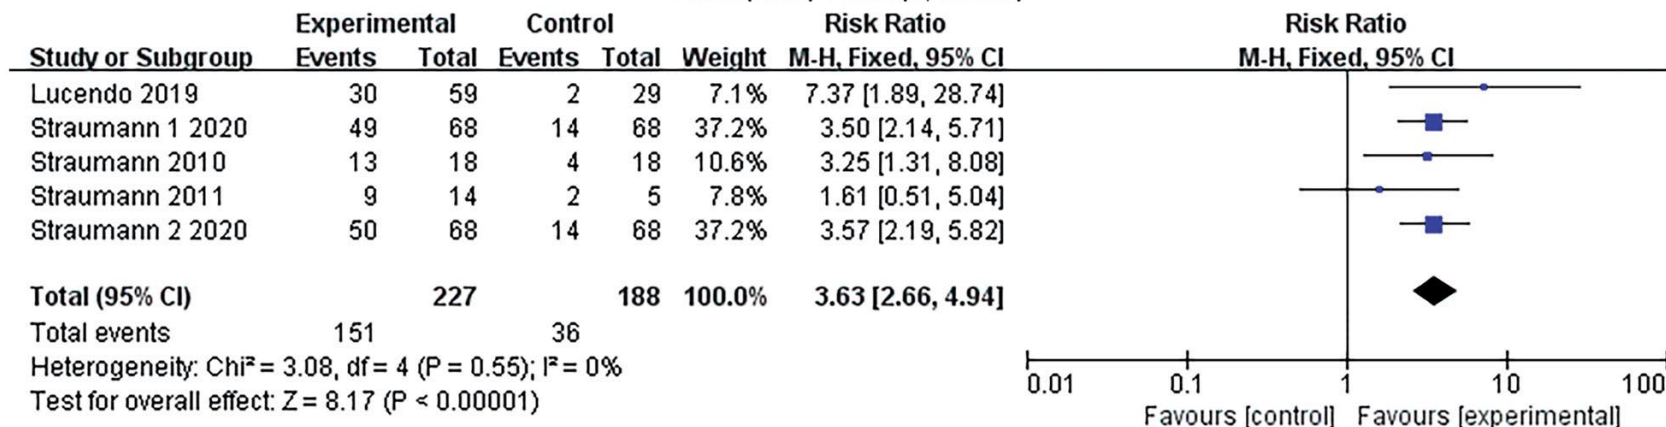 Experimental Control Risk Ratio Risk Ratio
Study or Subgroup Events Total Events Total Weight M-H, Fixed, 95% CI M-H, Fixed, 95% CI
Lucendo 2019 30 59 2 29 7.1% 7.37 [1.89, 28.74]
Straumann 1 2020 49 68 14 68 37.2% 3.50 [2.14, 5.71]
Straumann 2010 13 18 4 18 10.6% 3.25 [1.31, 8.08]
Straumann 2011 9 14 2 5 7.8% 1.61 [0.51, 5.04]
Straumann 2 2020 50 68 14 68 37.2% 3.57 [2.19, 5.82]
Total (95% CI) 227 188 100.0% 3.63 [2.66, 4.94]
Total events 151 36
Heterogeneity: Chi² = 3.08, df = 4 (P = 0.55); I² = 0%
Test for overall effect: Z = 8.17 (P < 0.00001)
0.01 0.1 1 10 100
Favours [control] Favours [experimental]